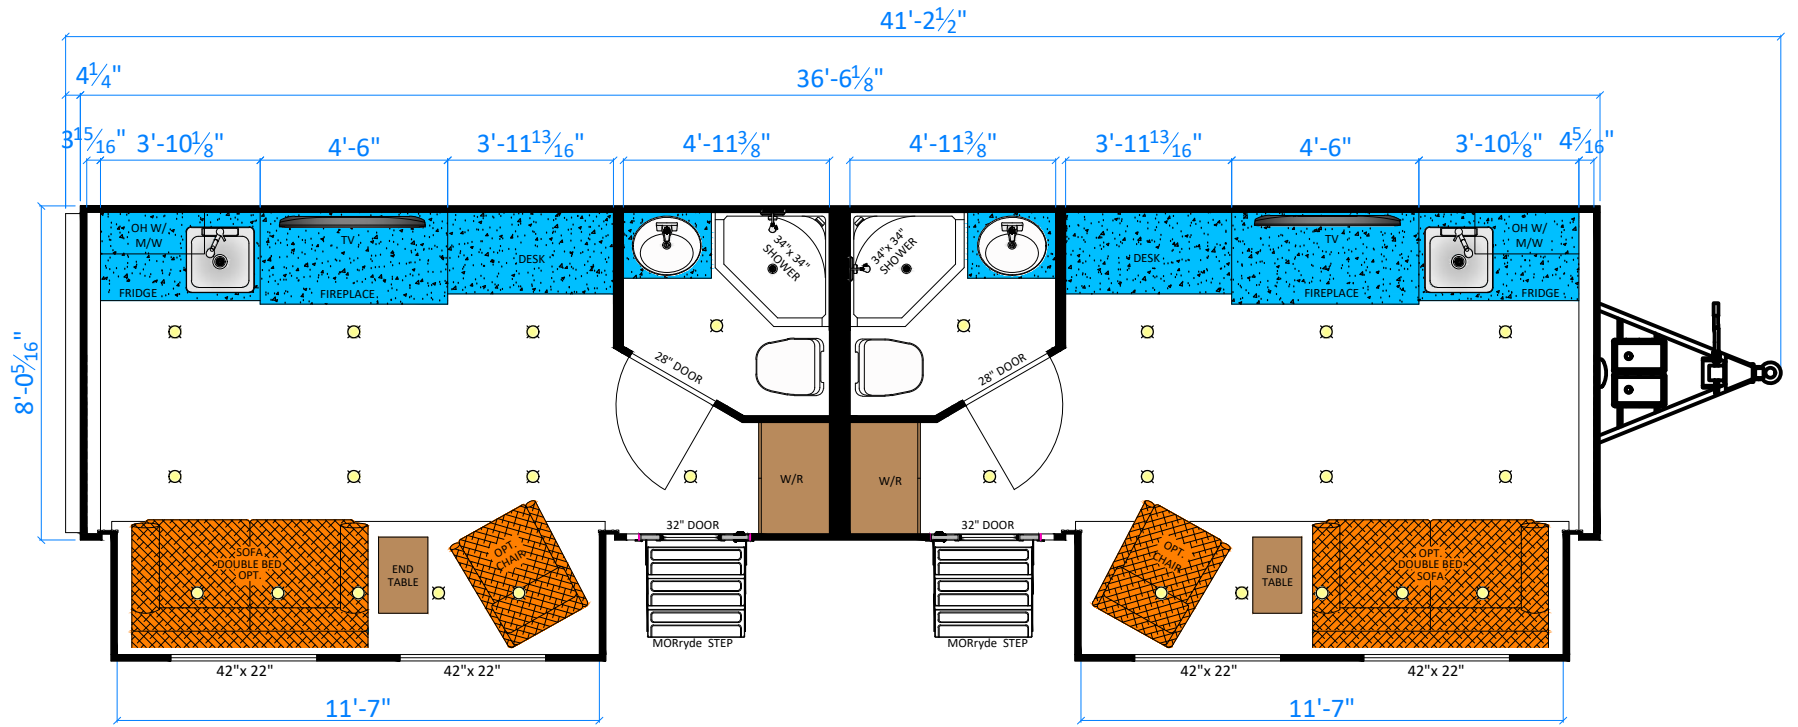 41'-2½"
4¼" 36'-6⅛"
3 15⁄16" 3'-10⅛" 4'-6" 3'-11 13⁄16" 4'-11⅜" 4'-11⅜" 3'-11 13⁄16" 4'-6" 3'-10⅛" 4 5⁄16"
8'-0 5⁄16"
OH W/
M/W
FRIDGE
TV
FIREPLACE
DESK
34"x 34"
SHOWER
34"x 34"
SHOWER
DESK
TV
FIREPLACE
OH W/
M/W
FRIDGE
28" DOOR
28" DOOR
W/R
W/R
32" DOOR
32" DOOR
SOFA
DOUBLE BED
OPT.
END
TABLE
OPT.
CHAIR
MORryde STEP
MORryde STEP
OPT.
CHAIR
END
TABLE
OPT.
DOUBLE BED
SOFA
42"x 22"
42"x 22"
42"x 22"
42"x 22"
11'-7"
11'-7"